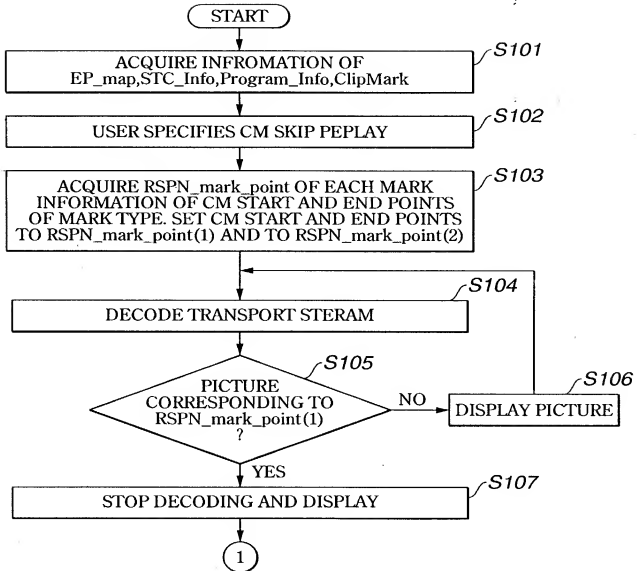 START
S101
ACQUIRE INFROMATION OF
EP_map,STC_Info,Program_Info,ClipMark
S102
USER SPECIFIES CM SKIP PEPLAY
S103
ACQUIRE RSPN_mark_point OF EACH MARK
INFORMATION OF CM START AND END POINTS
OF MARK TYPE. SET CM START AND END POINTS
TO RSPN_mark_point(1) AND TO RSPN_mark_point(2)
S104
DECODE TRANSPORT STERAM
S105
PICTURE
CORRESPONDING TO
RSPN_mark_point(1)
?
NO
S106
DISPLAY PICTURE
YES
S107
STOP DECODING AND DISPLAY
1